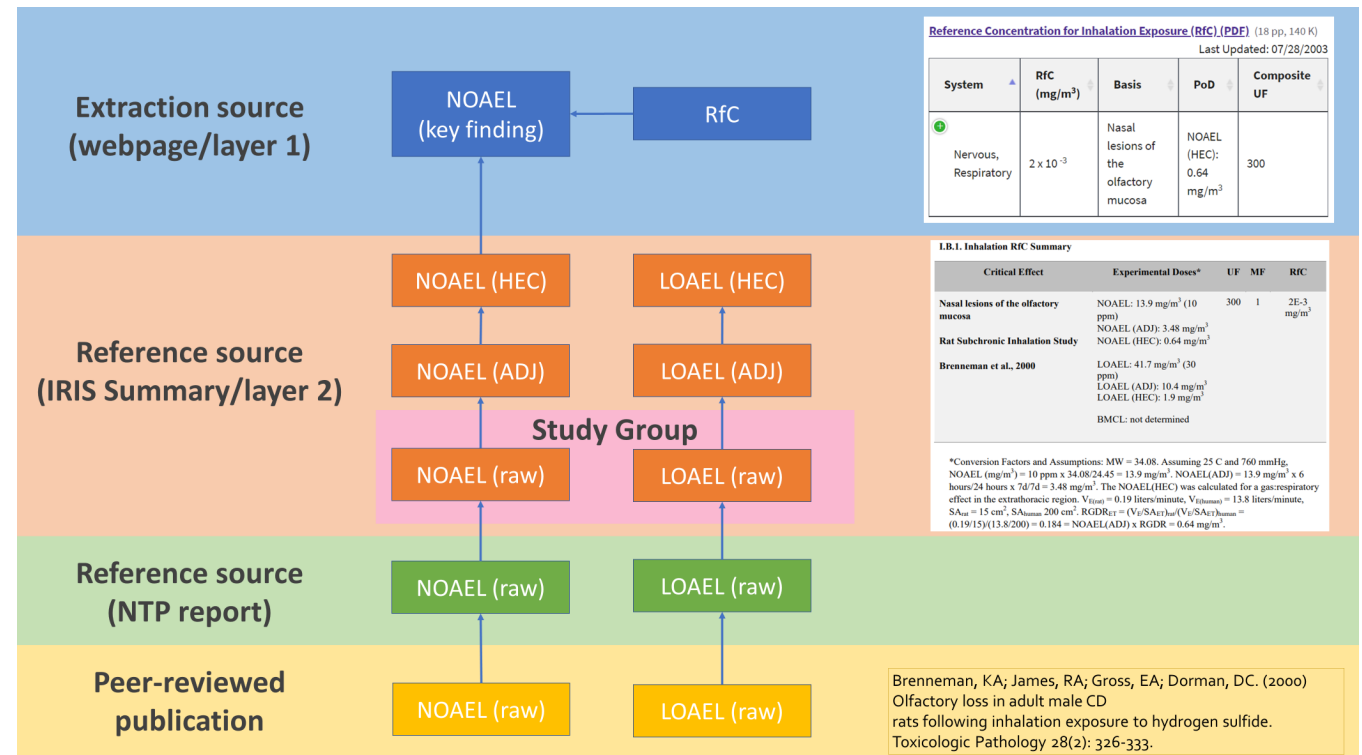 Extraction source
(webpage/layer 1)
NOAEL
(key finding)
RfC
Reference Concentration for Inhalation Exposure (RfC) (PDF) (18 pp, 140 K)
Last Updated: 07/28/2003
System
RfC
(mg/m³)
Basis
PoD
Composite
UF
Nervous,
Respiratory
2 x 10 -3
Nasal
lesions of
the
olfactory
mucosa
NOAEL
(HEC):
0.64
mg/m³
300
Reference source
(IRIS Summary/layer 2)
NOAEL (HEC)
LOAEL (HEC)
NOAEL (ADJ)
LOAEL (ADJ)
Study Group
NOAEL (raw)
LOAEL (raw)
I.B.1. Inhalation RfC Summary
Critical Effect
Experimental Doses*
UF
MF
RfC
Nasal lesions of the olfactory
mucosa
Rat Subchronic Inhalation Study
Brenneman et al., 2000
NOAEL: 13.9 mg/m³ (10
ppm)
NOAEL (ADJ): 3.48 mg/m³
NOAEL (HEC): 0.64 mg/m³
LOAEL: 41.7 mg/m³ (30
ppm)
LOAEL (ADJ): 10.4 mg/m³
LOAEL (HEC): 1.9 mg/m³
BMCL: not determined
300
1
2E-3
mg/m³
*Conversion Factors and Assumptions: MW = 34.08. Assuming 25 C and 760 mmHg,
NOAEL (mg/m³) = 10 ppm x 34.08/24.45 = 13.9 mg/m³. NOAEL(ADJ) = 13.9 mg/m³ x 6
hours/24 hours x 7d/7d = 3.48 mg/m³. The NOAEL(HEC) was calculated for a gas:respiratory
effect in the extrathoracic region. VE(rat) = 0.19 liters/minute, VE(human) = 13.8 liters/minute,
SArat = 15 cm², SAhuman 200 cm². RGDRET = (VE/SAET)rat/(VE/SAET)human =
(0.19/15)/(13.8/200) = 0.184 = NOAEL(ADJ) x RGDR = 0.64 mg/m³.
Reference source
(NTP report)
NOAEL (raw)
LOAEL (raw)
Peer-reviewed
publication
NOAEL (raw)
LOAEL (raw)
Brenneman, KA; James, RA; Gross, EA; Dorman, DC. (2000)
Olfactory loss in adult male CD
rats following inhalation exposure to hydrogen sulfide.
Toxicologic Pathology 28(2): 326-333.